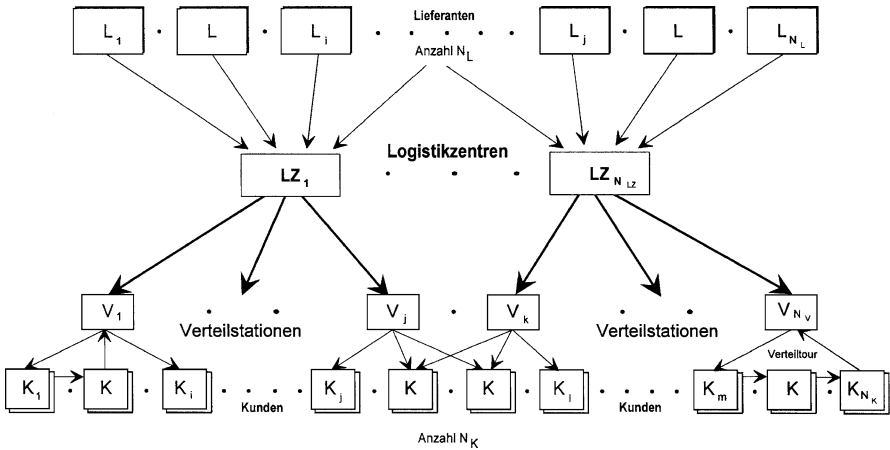 Lieferanten
L1 L Li Lj L LNL
Anzahl NL
Logistikzentren
LZ1 LZNLZ
V1 Vj Vk VNV
Verteilstationen Verteilstationen
Verteiltour
K1 K Ki Kj K K Kl Km K KNK
Kunden Kunden
Anzahl NK